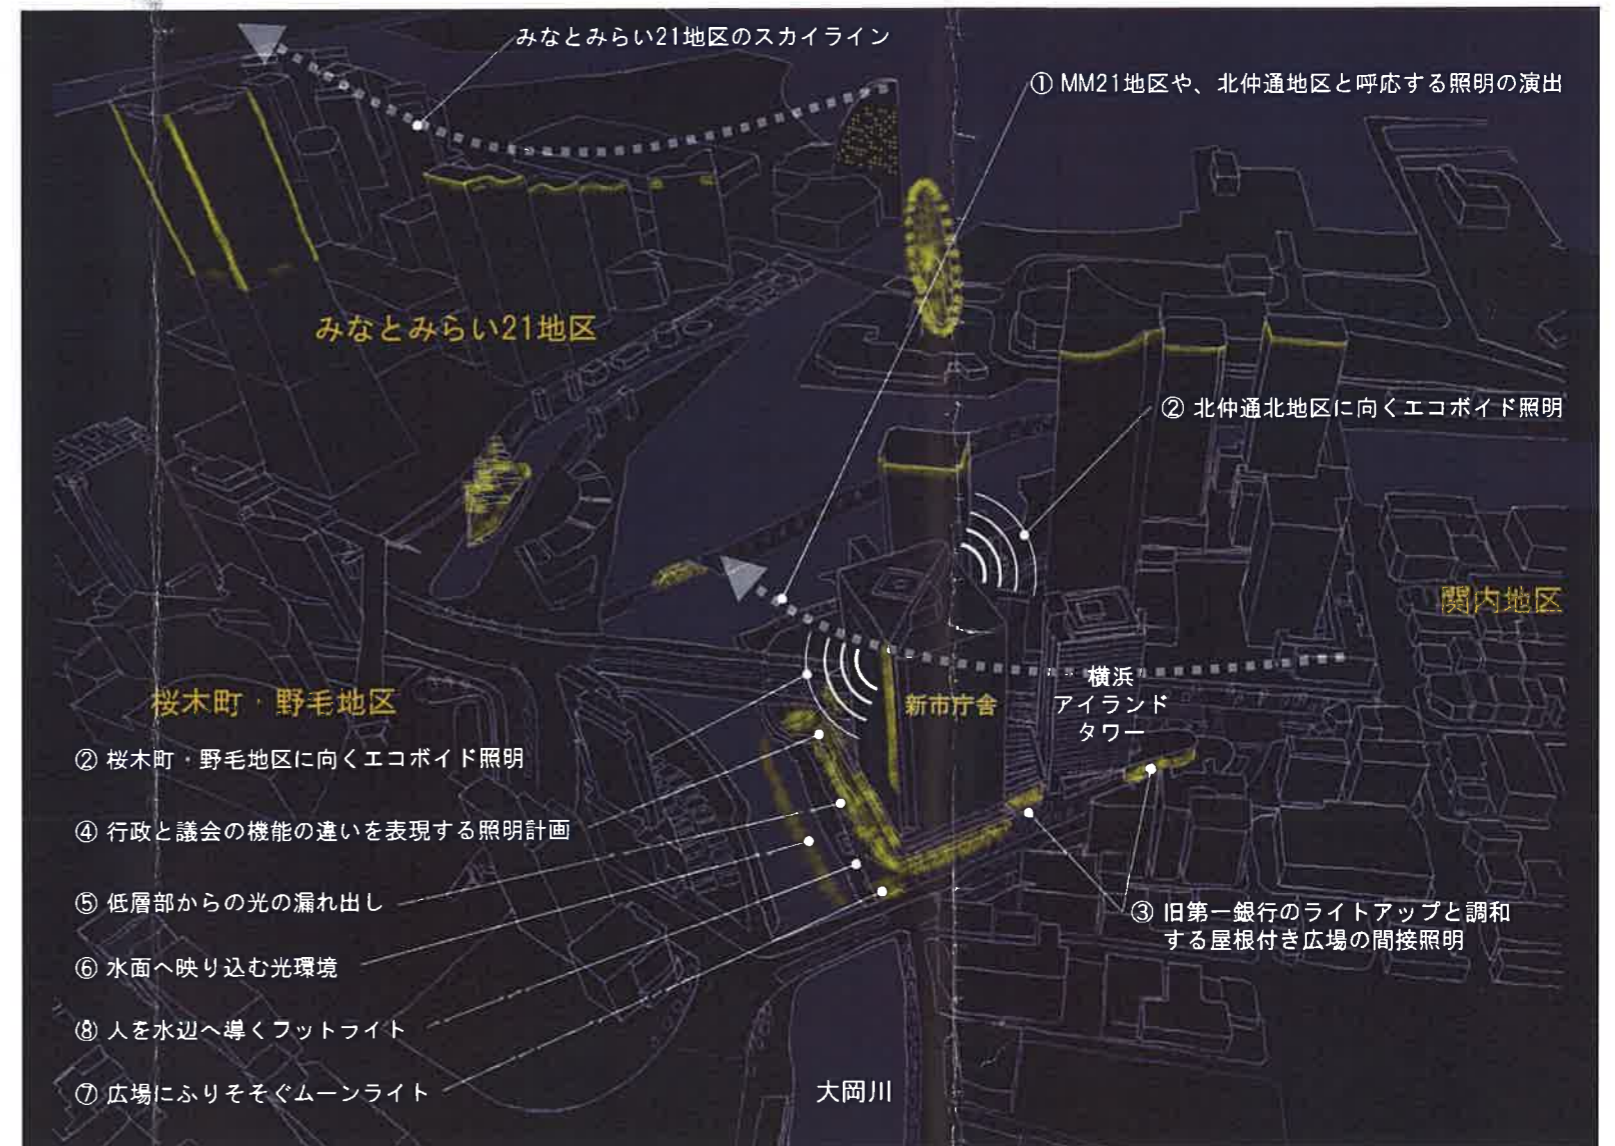 みなとみらい21地区のスカイライン
① MM21地区や、北仲通地区と呼応する照明の演出
みなとみらい21地区
② 北仲通北地区に向くエコボイド照明
関内地区
桜木町・野毛地区
新市庁舎
横浜
アイランド
タワー
② 桜木町・野毛地区に向くエコボイド照明
④ 行政と議会の機能の違いを表現する照明計画
⑤ 低層部からの光の漏れ出し
③ 旧第一銀行のライトアップと調和
する屋根付き広場の間接照明
⑥ 水面へ映り込む光環境
⑧ 人を水辺へ導くフットライト
⑦ 広場にふりそそぐムーンライト
大岡川